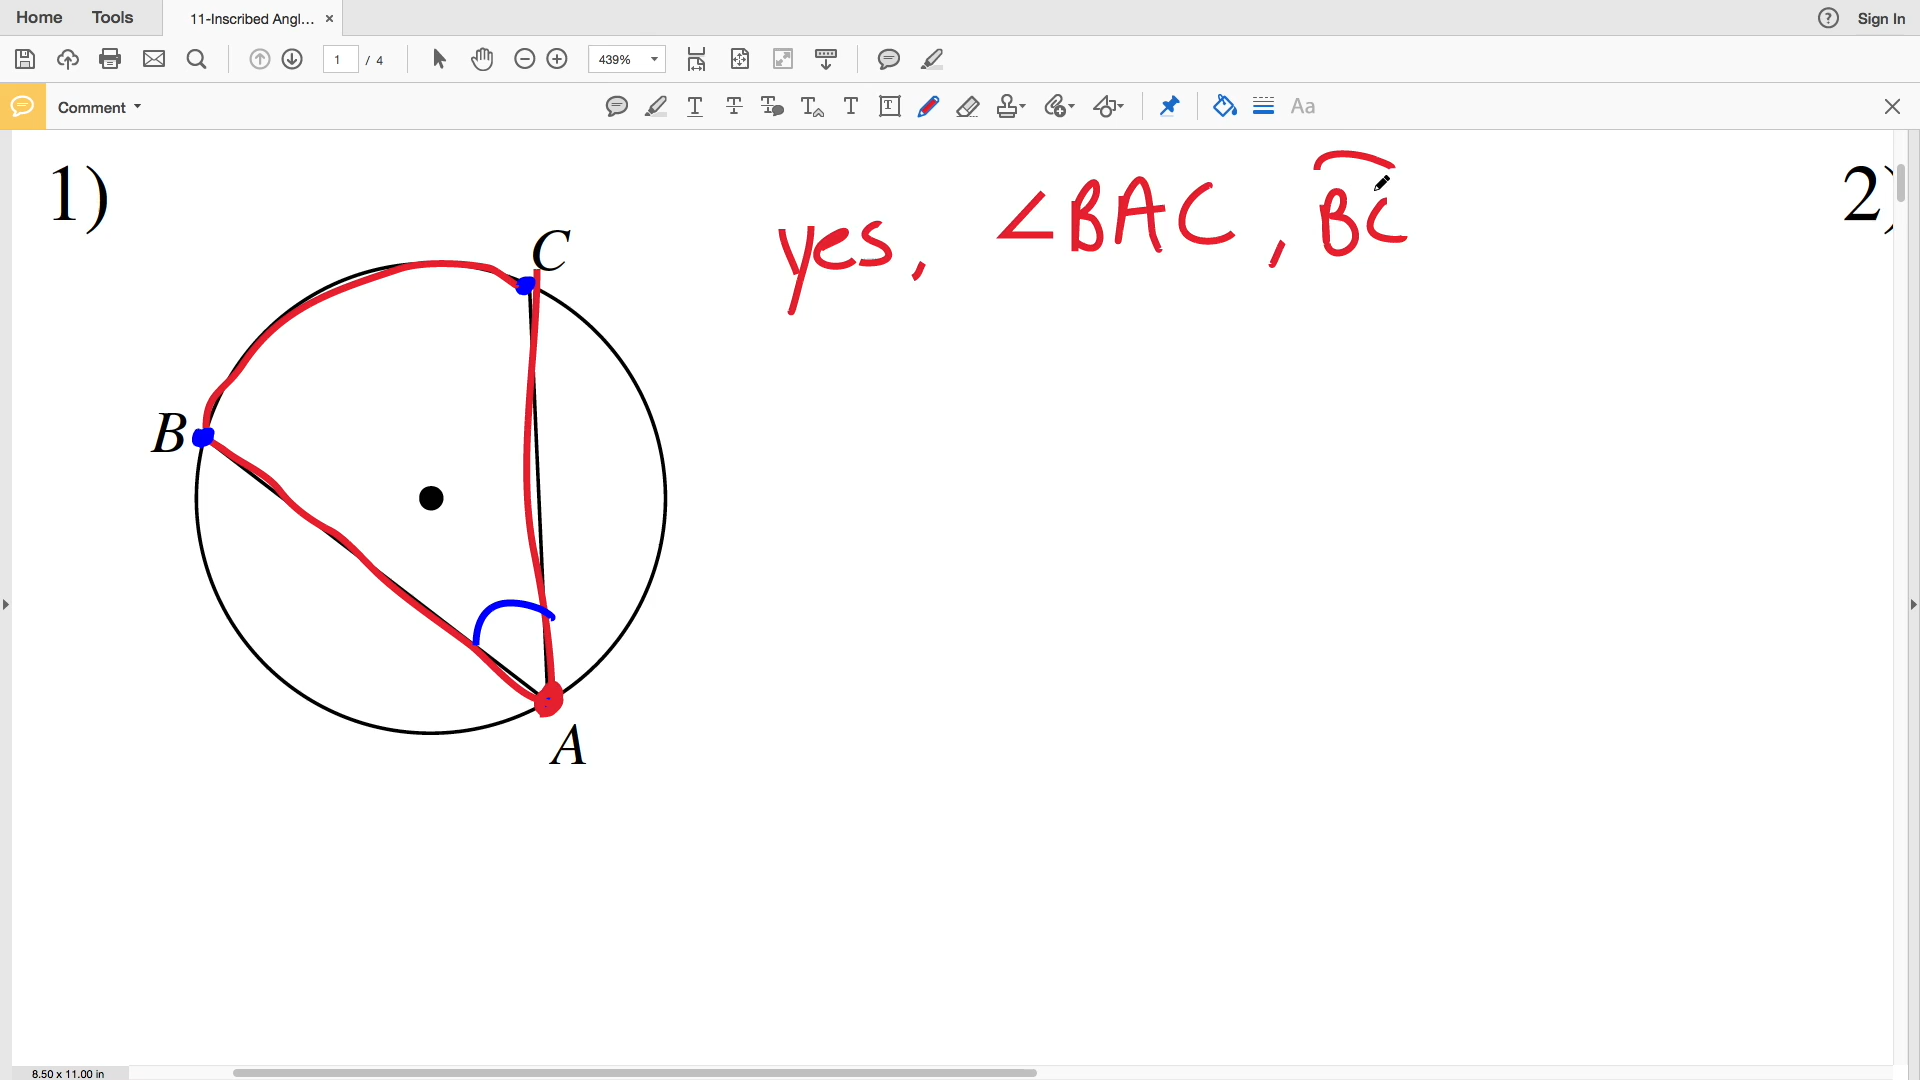 Home Tools 11-Inscribed Angl... × ? Sign In
1 / 4 439%
Comment T T T T T T Aa
1) yes, ∠BAC, B͡C 2)
C
B
A
8.50 x 11.00 in